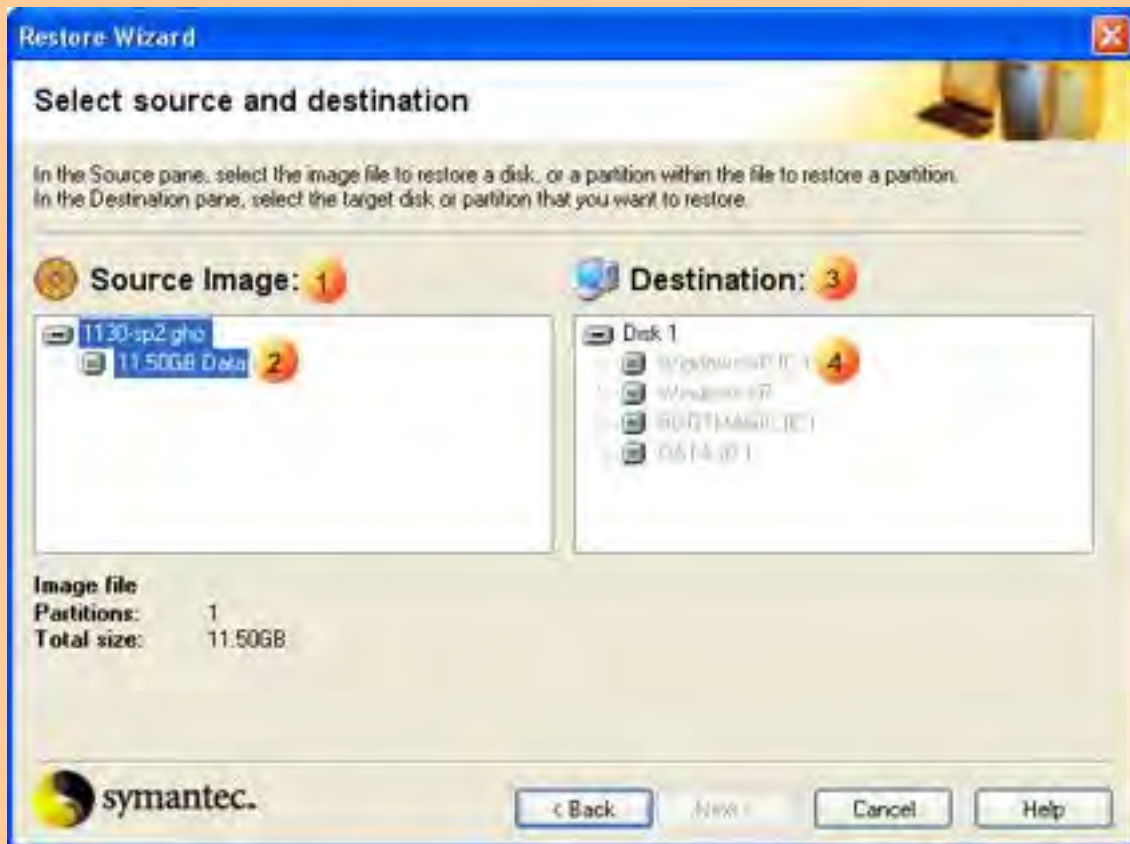 Restore Wizard
Select source and destination
In the Source pane, select the image file to restore a disk, or a partition within the file to restore a partition.
In the Destination pane, select the target disk or partition that you want to restore.
Source Image: 1
1130-sp2.gho
11.50GB Data 2
Destination: 3
Disk 1
4
Image file
Partitions: 1
Total size: 11.50GB
symantec.
< Back
Next >
Cancel
Help